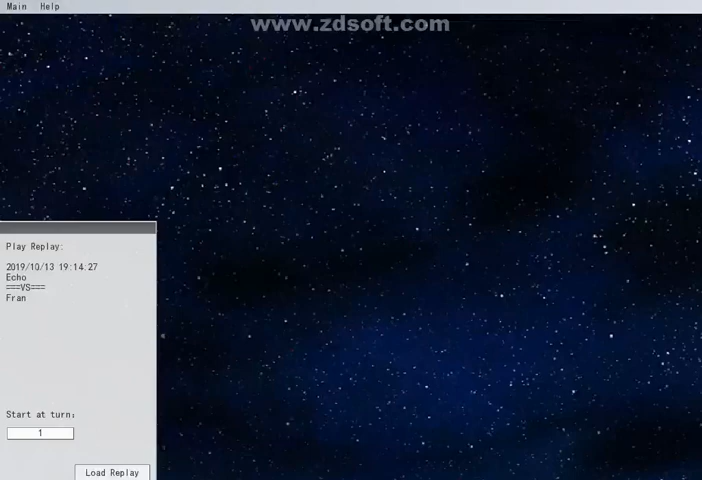 Main Help
www.zdsoft.com
Play Replay:
2019/10/13 19:14:27
Echo
===VS===
Fran
Start at turn:
1
Load Replay